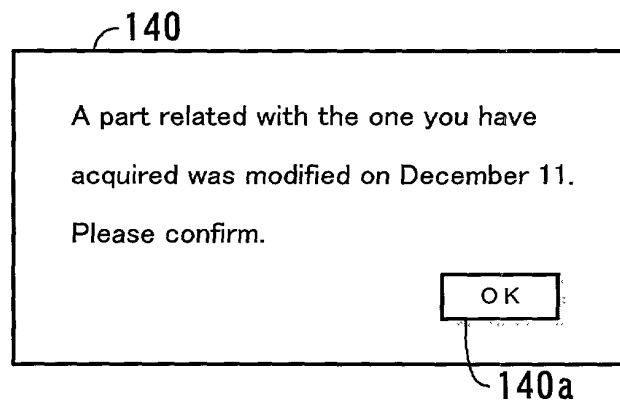 140
A part related with the one you have
acquired was modified on December 11.
Please confirm.
OK
140a